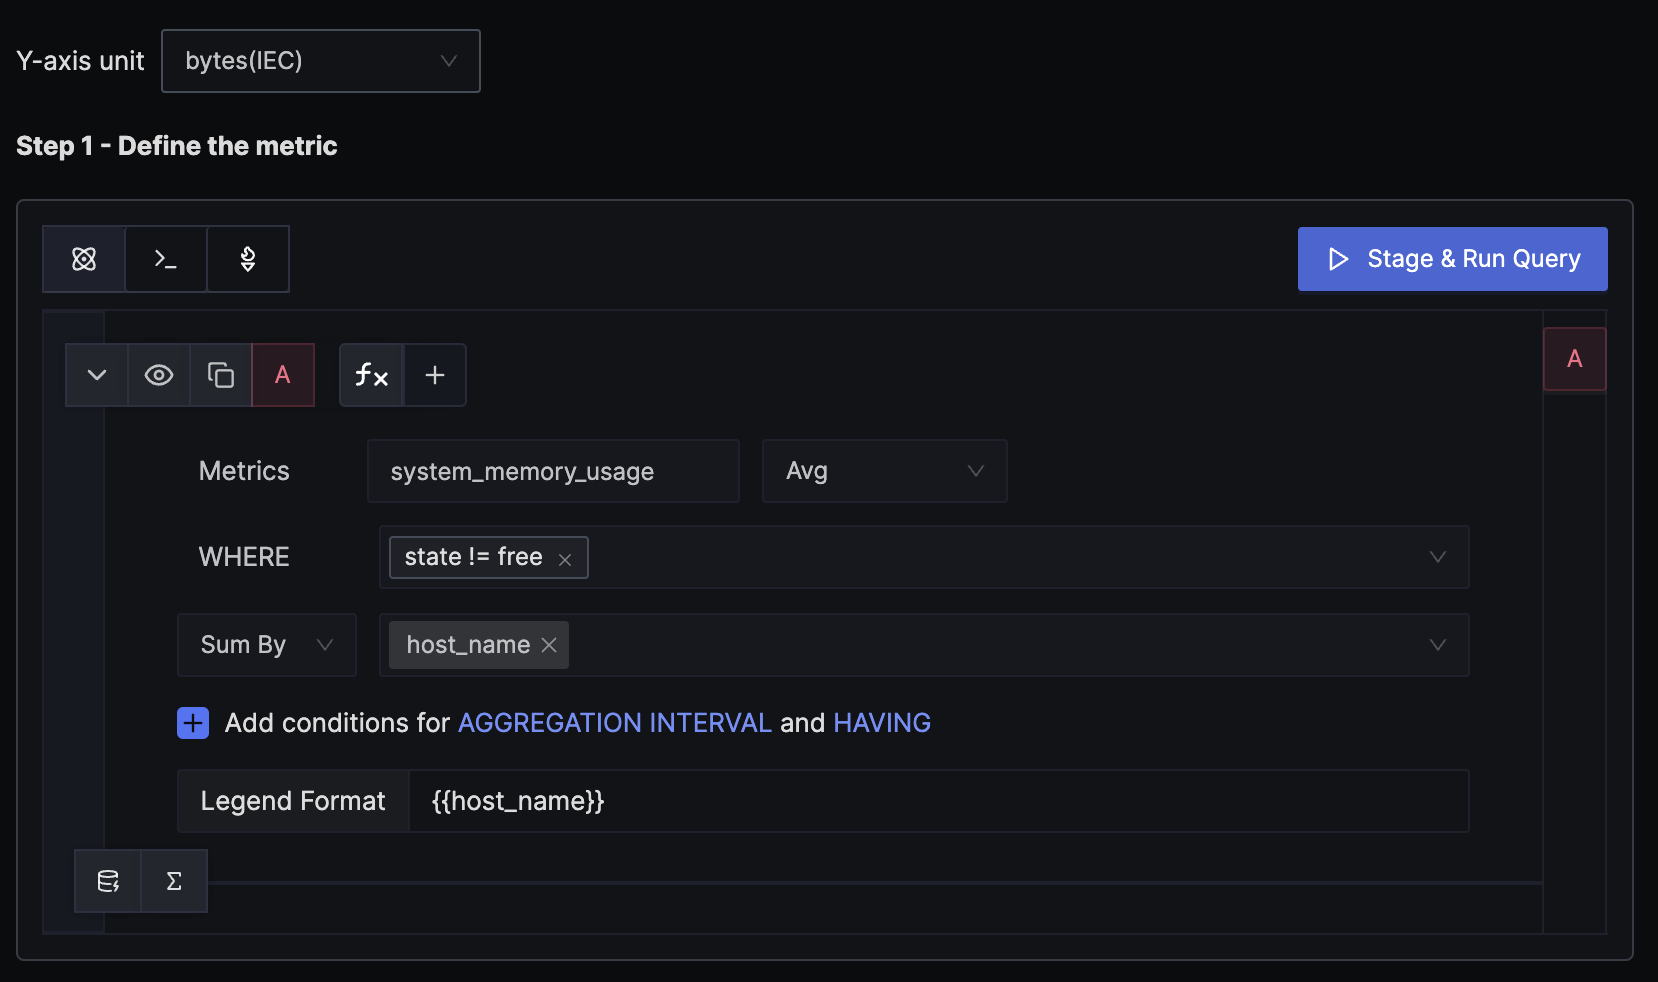 Y-axis unit bytes(IEC)
Step 1 - Define the metric
Stage & Run Query
A
A
Metrics system_memory_usage Avg
WHERE state != free
Sum By host_name
Add conditions for AGGREGATION INTERVAL and HAVING
Legend Format {{host_name}}